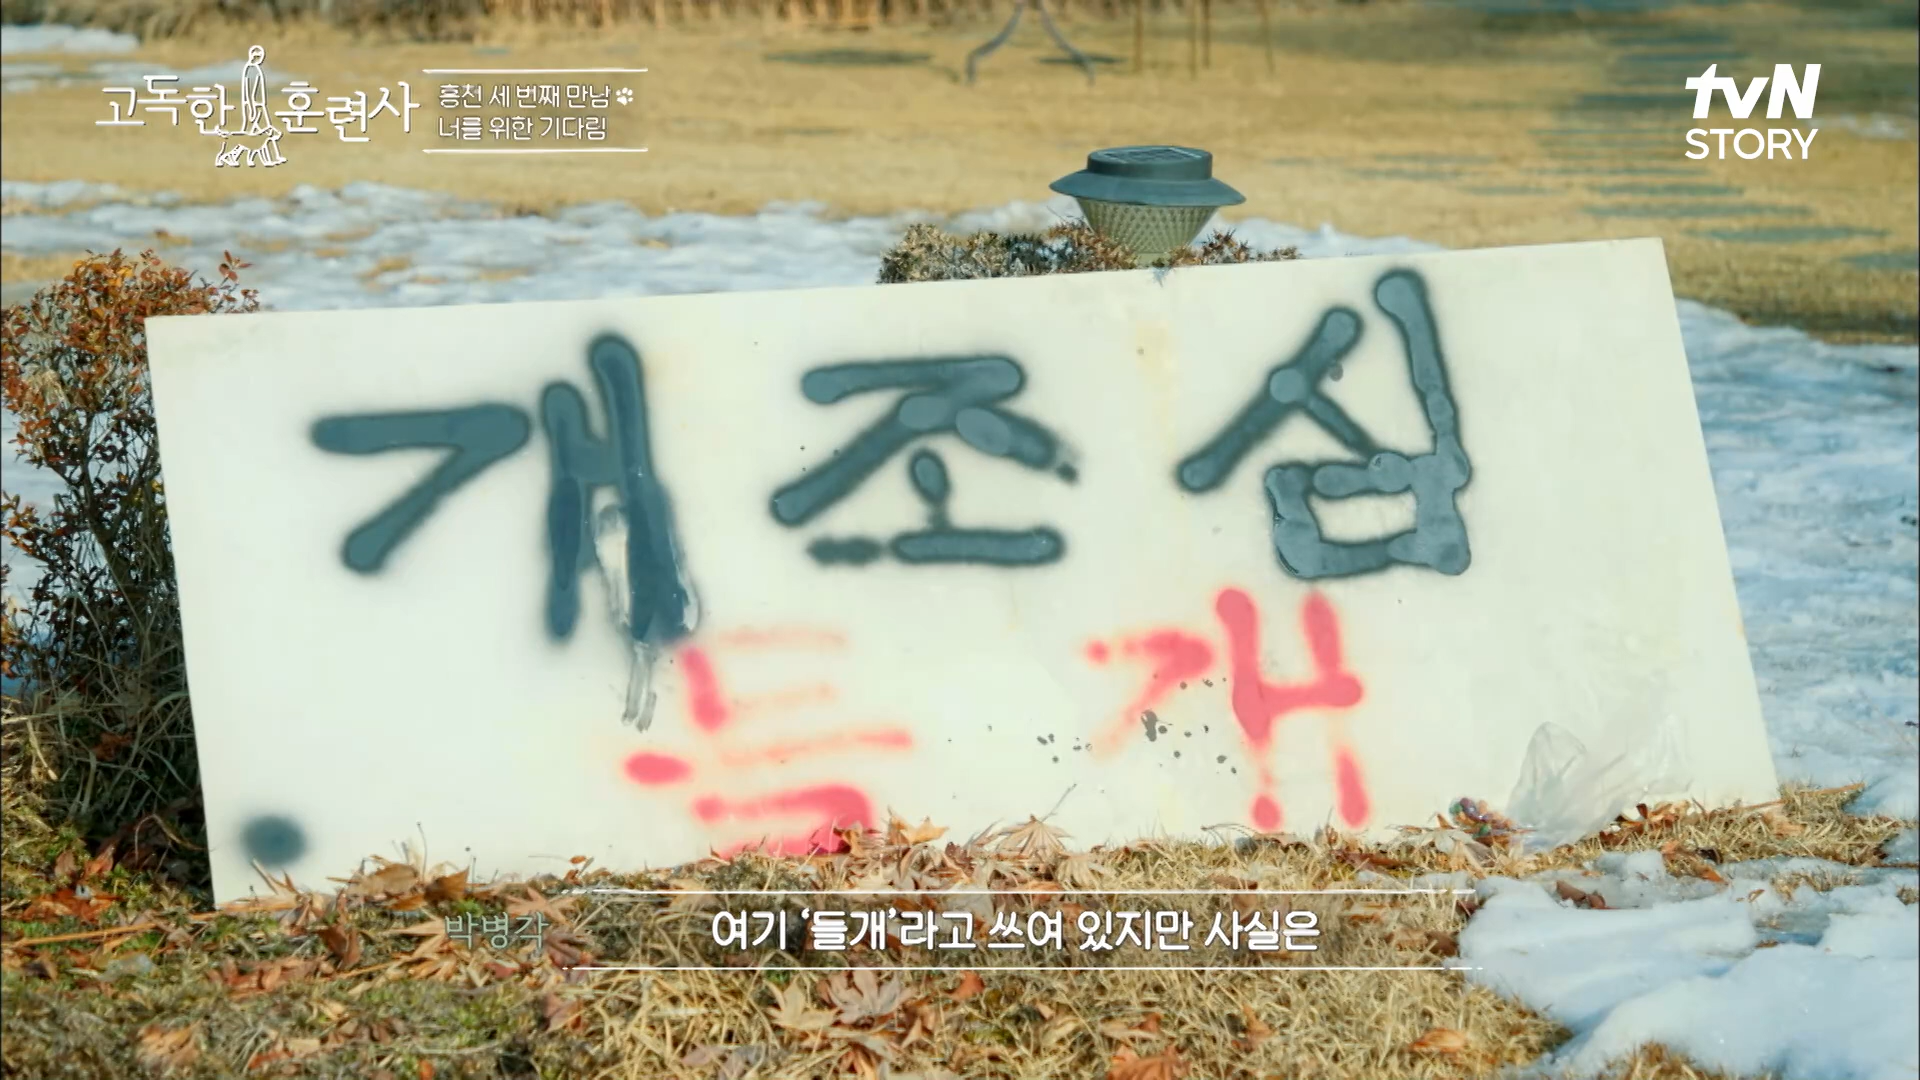 고독한 훈련사
홍천 세 번째 만남
너를 위한 기다림
tvN
STORY
개조심
들개
박병각
여기 ‘들개’라고 쓰여 있지만 사실은